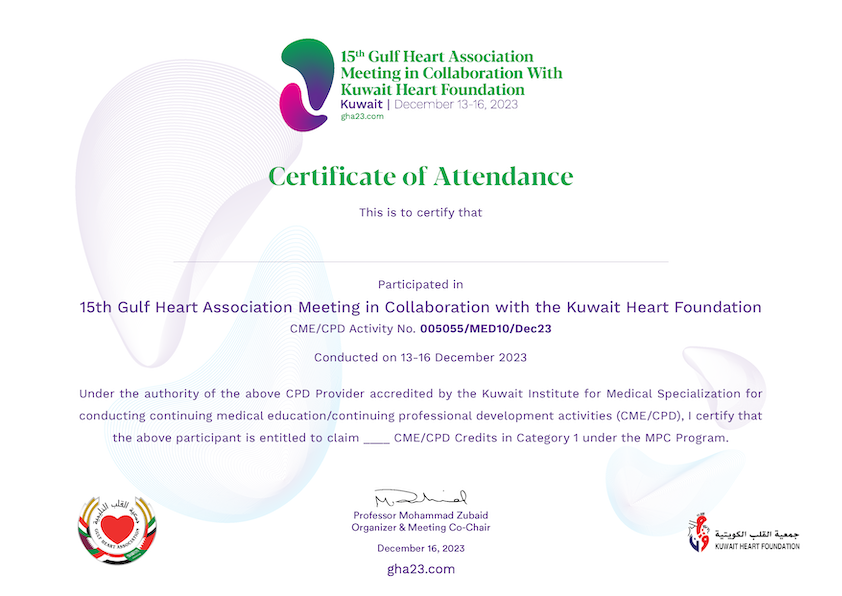 15th Gulf Heart Association
Meeting in Collaboration With
Kuwait Heart Foundation
Kuwait | December 13-16, 2023
gha23.com
Certificate of Attendance
This is to certify that
Participated in
15th Gulf Heart Association Meeting in Collaboration with the Kuwait Heart Foundation
CME/CPD Activity No. 005055/MED10/Dec23
Conducted on 13-16 December 2023
Under the authority of the above CPD Provider accredited by the Kuwait Institute for Medical Specialization for
conducting continuing medical education/continuing professional development activities (CME/CPD), I certify that
the above participant is entitled to claim ____ CME/CPD Credits in Category 1 under the MPC Program.
جمعية القلب الخليجية
GULF HEART ASSOCIATION
Professor Mohammad Zubaid
Organizer & Meeting Co-Chair
December 16, 2023
gha23.com
جمعية القلب الكويتية
KUWAIT HEART FOUNDATION